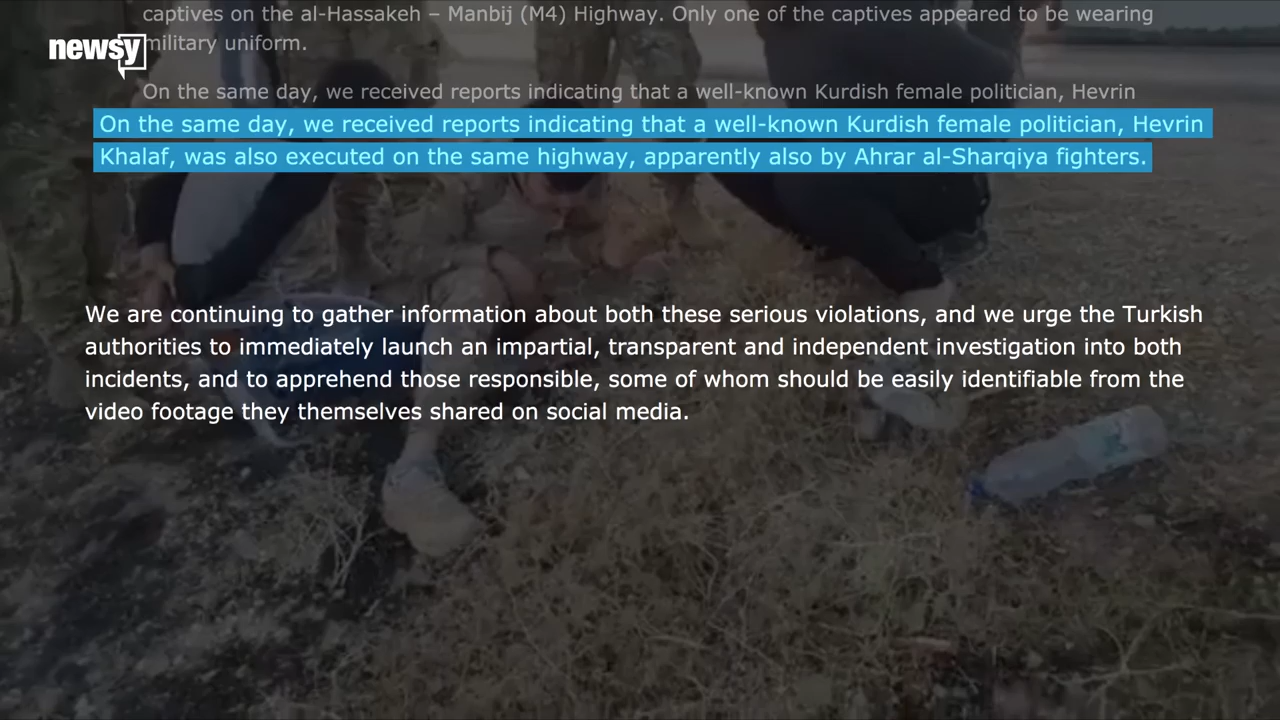 captives on the al-Hassakeh – Manbij (M4) Highway. Only one of the captives appeared to be wearing
newsy
military uniform.
On the same day, we received reports indicating that a well-known Kurdish female politician, Hevrin
On the same day, we received reports indicating that a well-known Kurdish female politician, Hevrin
Khalaf, was also executed on the same highway, apparently also by Ahrar al-Sharqiya fighters.
We are continuing to gather information about both these serious violations, and we urge the Turkish
authorities to immediately launch an impartial, transparent and independent investigation into both
incidents, and to apprehend those responsible, some of whom should be easily identifiable from the
video footage they themselves shared on social media.